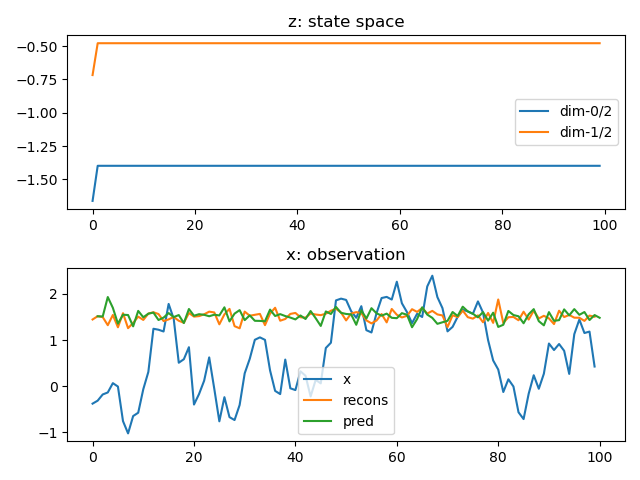 z: state space
−0.50
−0.75
−1.00
−1.25
−1.50
dim-0/2
dim-1/2
0 20 40 60 80 100
x: observation
2
1
0
−1
x
recons
pred
0 20 40 60 80 100